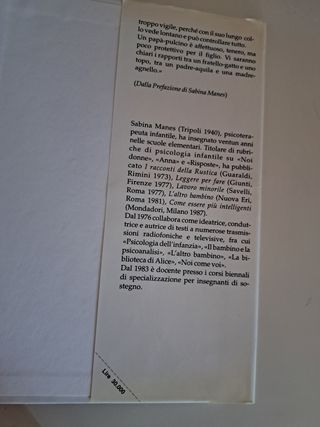 troppo vigile, perché con il suo lungo col-
lo vede lontano e può controllare tutto.
Un papà-pulcino è affettuoso, tenero, ma
poco protettivo per il figlio. Vi saranno
chiari i rapporti tra un fratello-gatto e uno
topo, tra un padre-aquila e una madre-
agnello.»
(Dalla Prefazione di Sabina Manes)
Sabina Manes (Tripoli 1940), psicotera-
peuta infantile, ha insegnato ventun anni
nelle scuole elementari. Titolare di rubri-
che di psicologia infantile su «Noi
donne», «Anna» e «Risposte», ha pubbli-
cato I racconti della Rustica (Guaraldi,
Rimini 1973), Leggere per fare (Giunti,
Firenze 1977), Lavoro minorile (Savelli,
Roma 1977), L'altro bambino (Nuova Eri,
Roma 1981), Come essere più intelligenti
(Mondadori, Milano 1987).
Dal 1976 collabora come ideatrice, condut-
trice e autrice di testi a numerose trasmis-
sioni radiofoniche e televisive, fra cui
«Psicologia dell'infanzia», «Il bambino e la
psicoanalisi», «L'altro bambino», «La bi-
blioteca di Alice», «Noi come voi».
Dal 1983 è docente presso i corsi biennali
di specializzazione per insegnanti di so-
stegno.
Lire 30.000